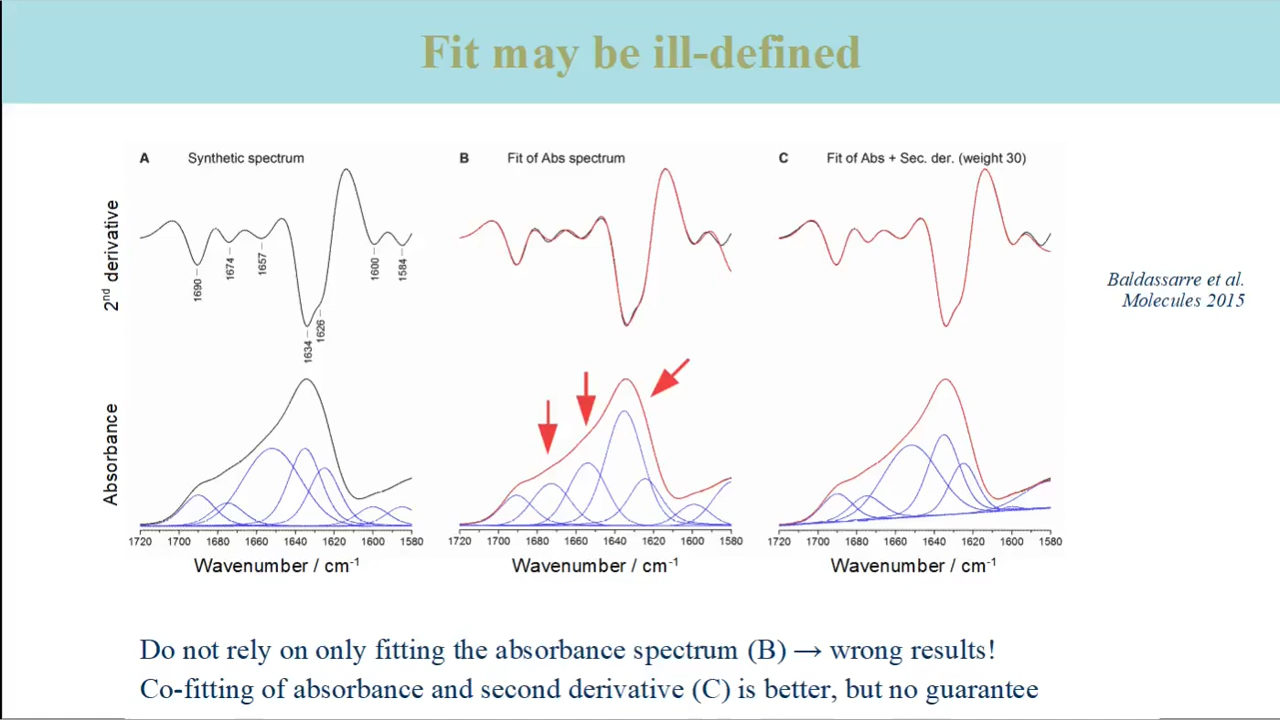 Fit may be ill-defined
A Synthetic spectrum
B Fit of Abs spectrum
C Fit of Abs + Sec. der. (weight 30)
2nd derivative
1690
1674
1657
1634
1626
1600
1584
Baldassarre et al.
Molecules 2015
Absorbance
1720 1700 1680 1660 1640 1620 1600 1580
1720 1700 1680 1660 1640 1620 1600 1580
1720 1700 1680 1660 1640 1620 1600 1580
Wavenumber / cm-1
Wavenumber / cm-1
Wavenumber / cm-1
Do not rely on only fitting the absorbance spectrum (B) → wrong results!
Co-fitting of absorbance and second derivative (C) is better, but no guarantee